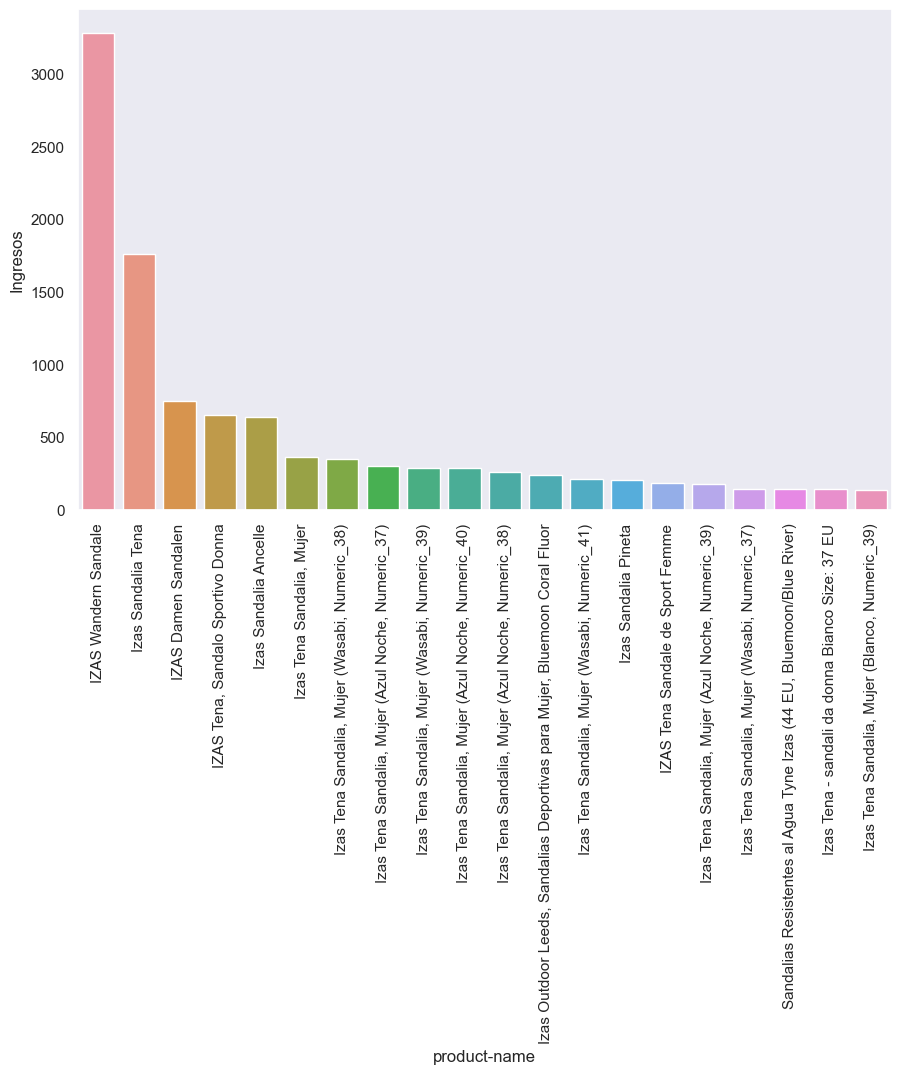 Ingresos
3000
2500
2000
1500
1000
500
0
IZAS Wandern Sandale
Izas Sandalia Tena
IZAS Damen Sandalen
IZAS Tena, Sandalo Sportivo Donna
Izas Sandalia Ancelle
Izas Tena Sandalia, Mujer
Izas Tena Sandalia, Mujer (Wasabi, Numeric_38)
Izas Tena Sandalia, Mujer (Azul Noche, Numeric_37)
Izas Tena Sandalia, Mujer (Wasabi, Numeric_39)
Izas Tena Sandalia, Mujer (Azul Noche, Numeric_40)
Izas Tena Sandalia, Mujer (Azul Noche, Numeric_38)
Izas Outdoor Leeds, Sandalias Deportivas para Mujer, Bluemoon Coral Fluor
Izas Tena Sandalia, Mujer (Wasabi, Numeric_41)
Izas Sandalia Pineta
IZAS Tena Sandale de Sport Femme
Izas Tena Sandalia, Mujer (Azul Noche, Numeric_39)
Izas Tena Sandalia, Mujer (Wasabi, Numeric_37)
Sandalias Resistentes al Agua Tyne Izas (44 EU, Bluemoon/Blue River)
Izas Tena - sandali da donna Bianco Size: 37 EU
Izas Tena Sandalia, Mujer (Blanco, Numeric_39)
product-name